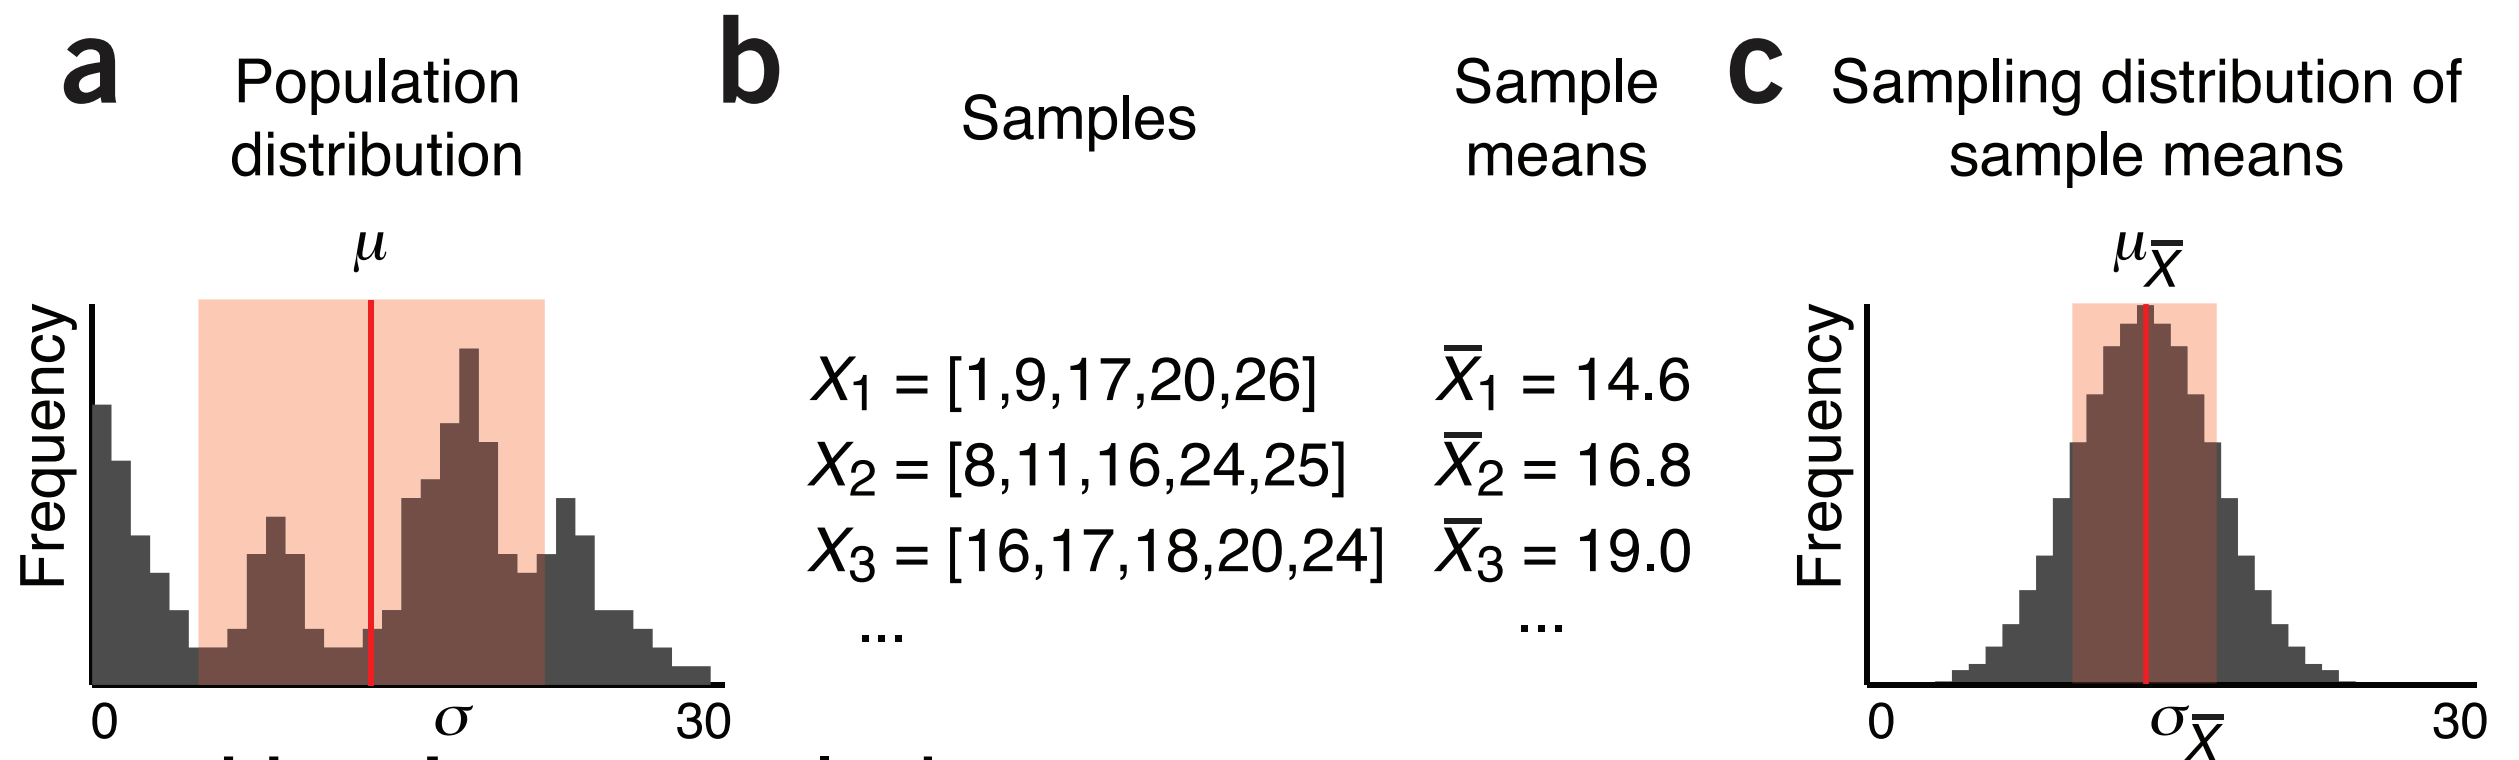 a
Population
distribution
μ
Frequency
0
σ
30
b
Samples
Sample
means
X1 = [1,9,17,20,26]
X̅1 = 14.6
X2 = [8,11,16,24,25]
X̅2 = 16.8
X3 = [16,17,18,20,24]
X̅3 = 19.0
...
...
c
Sampling distribution of
sample means
μX̅
Frequency
0
σX̅
30